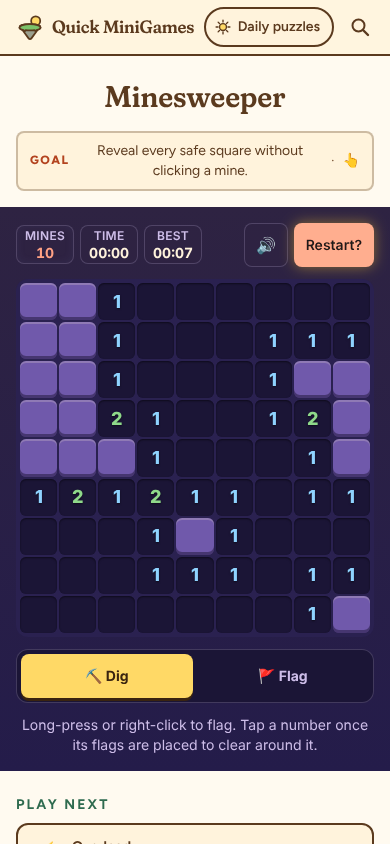 Quick MiniGames
Daily puzzles
Minesweeper
GOAL
Reveal every safe square without
clicking a mine.
MINES
10
TIME
00:00
BEST
00:07
Restart?
1
1 1 1 1
1 1
2 1 1 2
1 1
1 2 1 2 1 1 1 1
1 1
1 1 1 1 1
1
Dig
Flag
Long-press or right-click to flag. Tap a number once
its flags are placed to clear around it.
PLAY NEXT